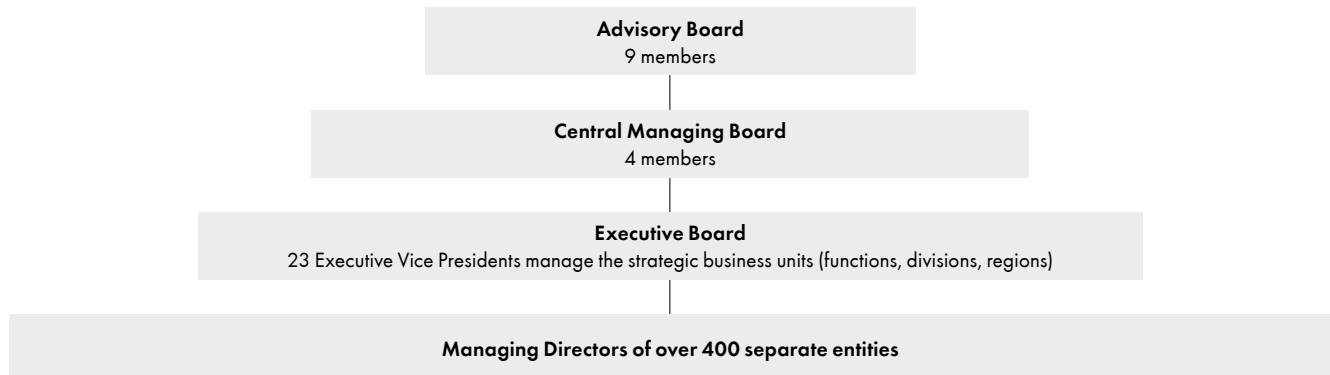 Advisory Board
9 members
Central Managing Board
4 members
Executive Board
23 Executive Vice Presidents manage the strategic business units (functions, divisions, regions)
Managing Directors of over 400 separate entities